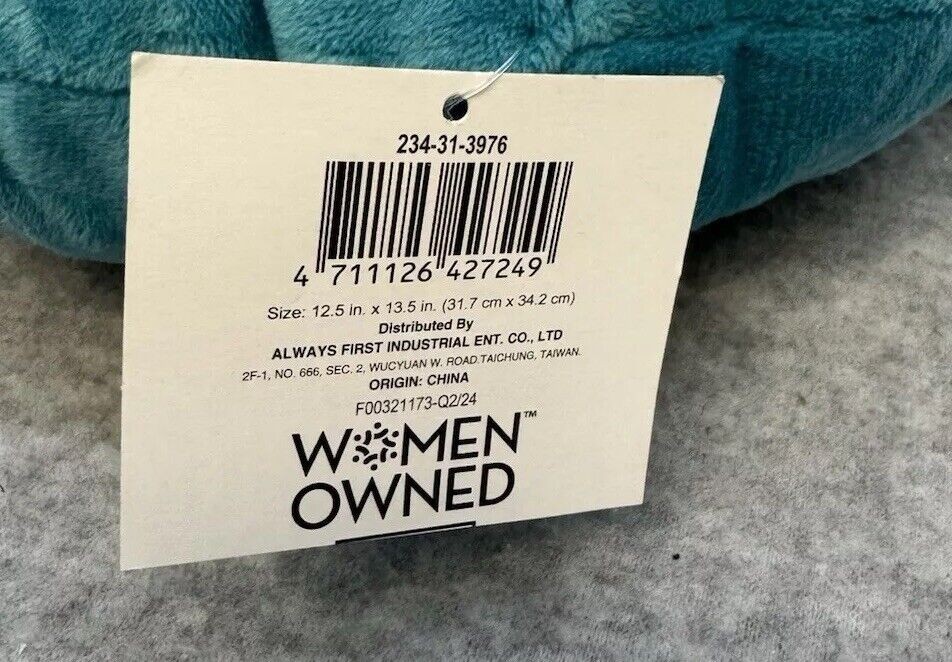 234-31-3976
4 711126 427249
Size: 12.5 in. x 13.5 in. (31.7 cm x 34.2 cm)
Distributed By
ALWAYS FIRST INDUSTRIAL ENT. CO., LTD
2F-1, NO. 666, SEC. 2, WUCYUAN W. ROAD.TAICHUNG, TAIWAN.
ORIGIN: CHINA
F00321173-Q2/24
WOMEN™
OWNED